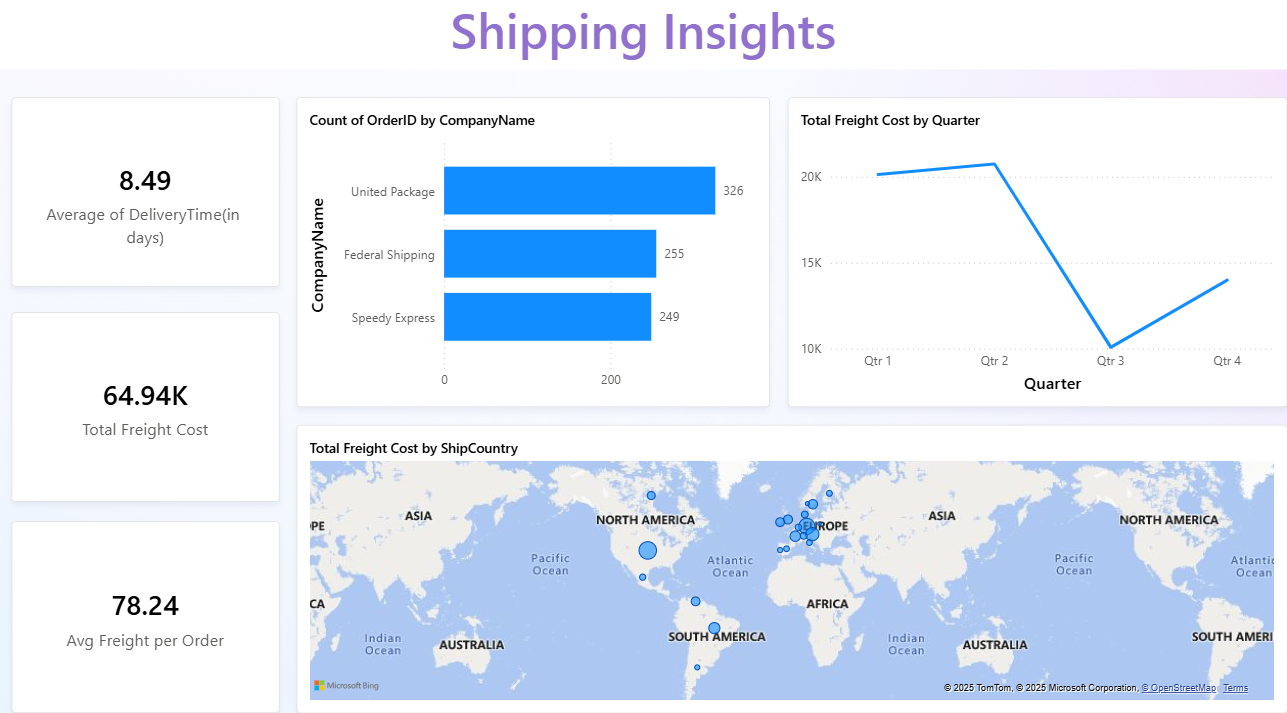 Shipping Insights
8.49
Average of DeliveryTime(in
days)
64.94K
Total Freight Cost
78.24
Avg Freight per Order
Count of OrderID by CompanyName
CompanyName
United Package
326
Federal Shipping
255
Speedy Express
249
0
200
Total Freight Cost by Quarter
20K
15K
10K
Qtr 1
Qtr 2
Qtr 3
Qtr 4
Quarter
Total Freight Cost by ShipCountry
PE
ASIA
NORTH AMERICA
EUROPE
ASIA
NORTH AMERICA
Pacific
Ocean
Atlantic
Ocean
Pacific
Ocean
Atlantic
Ocean
CA
AFRICA
Indian
Ocean
AUSTRALIA
SOUTH AMERICA
Indian
Ocean
AUSTRALIA
SOUTH AMERI
Microsoft Bing
© 2025 TomTom, © 2025 Microsoft Corporation, © OpenStreetMap Terms